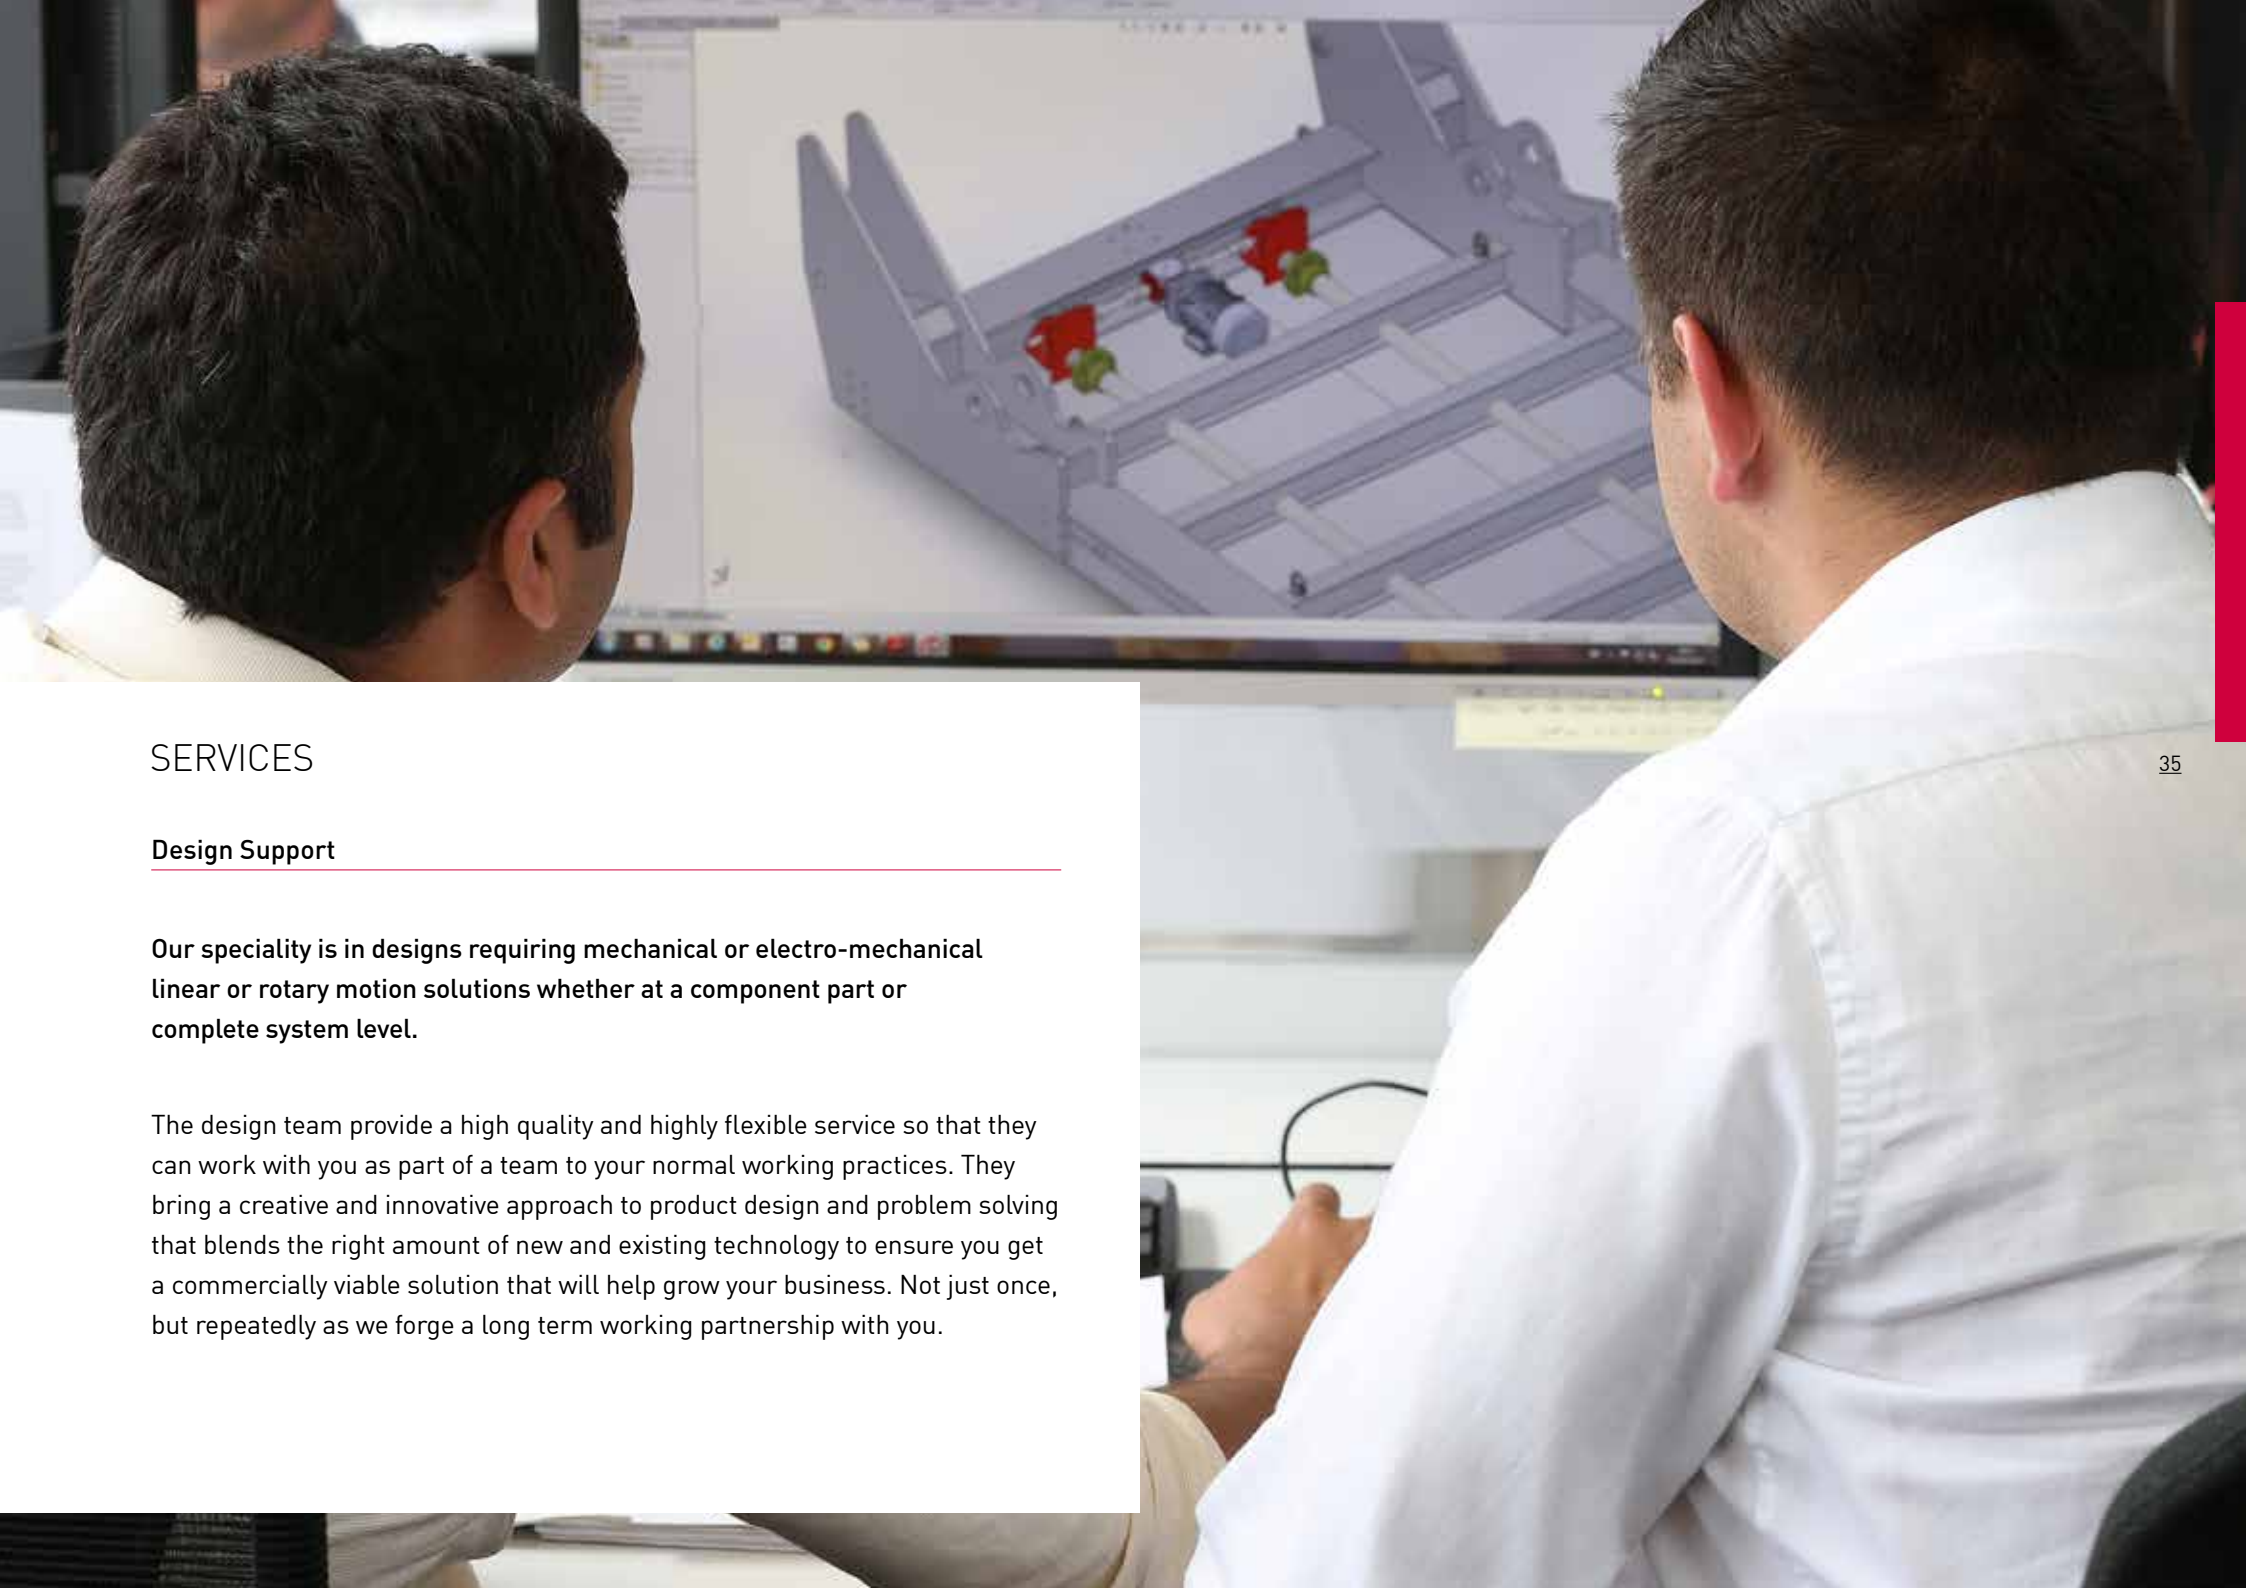 SERVICES
35
Design Support
Our speciality is in designs requiring mechanical or electro-mechanical
linear or rotary motion solutions whether at a component part or
complete system level.
The design team provide a high quality and highly flexible service so that they
can work with you as part of a team to your normal working practices. They
bring a creative and innovative approach to product design and problem solving
that blends the right amount of new and existing technology to ensure you get
a commercially viable solution that will help grow your business. Not just once,
but repeatedly as we forge a long term working partnership with you.